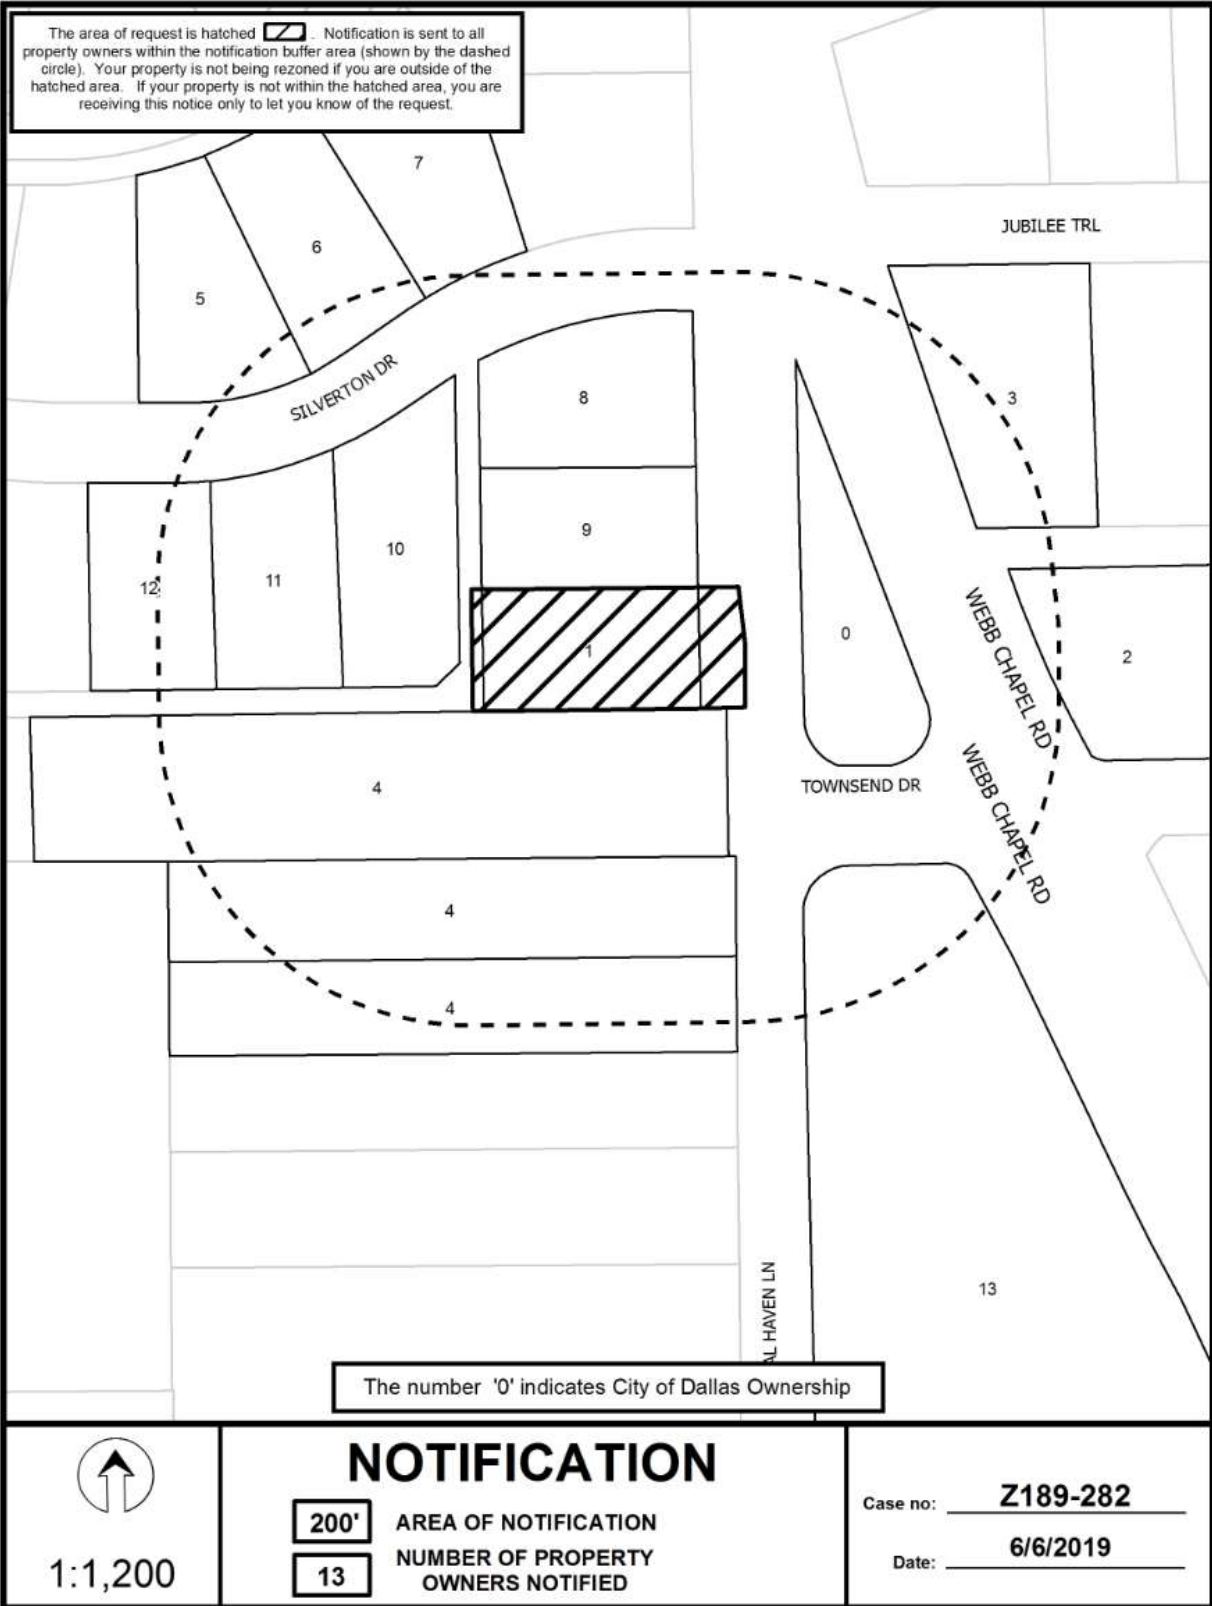 The area of request is hatched . Notification is sent to all
property owners within the notification buffer area (shown by the dashed
circle). Your property is not being rezoned if you are outside of the
hatched area. If your property is not within the hatched area, you are
receiving this notice only to let you know of the request.
7
JUBILEE TRL
6
5
SILVERTON DR
8
3
9
10
11
12
1
0
WEBB CHAPEL RD
2
4
TOWNSEND DR
WEBB CHAPEL RD
4
4
13
AL HAVEN LN
The number '0' indicates City of Dallas Ownership
1:1,200
NOTIFICATION
200' AREA OF NOTIFICATION
13 NUMBER OF PROPERTY
OWNERS NOTIFIED
Case no: Z189-282
Date: 6/6/2019